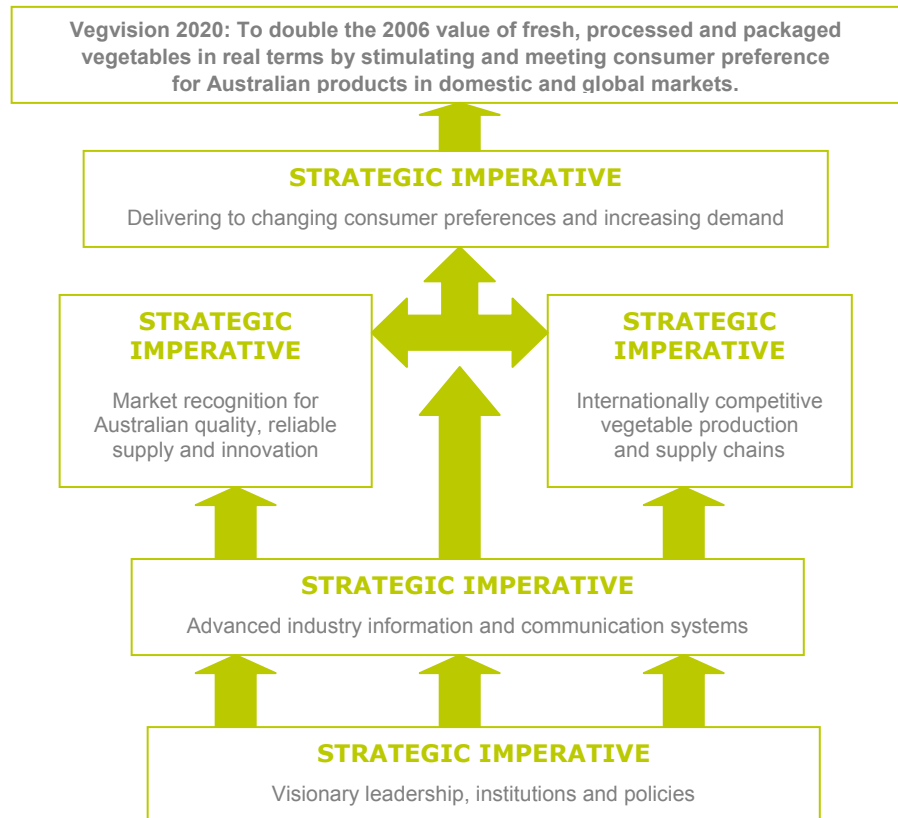 Vegvision 2020: To double the 2006 value of fresh, processed and packaged
vegetables in real terms by stimulating and meeting consumer preference
for Australian products in domestic and global markets.
STRATEGIC IMPERATIVE
Delivering to changing consumer preferences and increasing demand
STRATEGIC
IMPERATIVE
Market recognition for
Australian quality, reliable
supply and innovation
STRATEGIC
IMPERATIVE
Internationally competitive
vegetable production
and supply chains
STRATEGIC IMPERATIVE
Advanced industry information and communication systems
STRATEGIC IMPERATIVE
Visionary leadership, institutions and policies